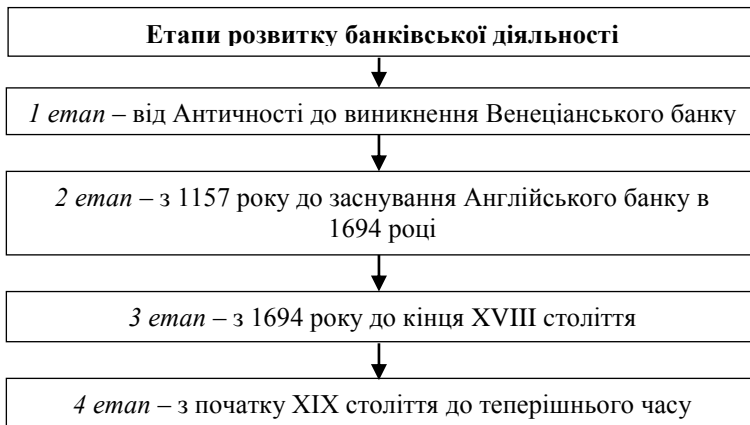 Етапи розвитку банківської діяльності
1 етап – від Античності до виникнення Венеціанського банку
2 етап – з 1157 року до заснування Англійського банку в
1694 році
3 етап – з 1694 року до кінця XVIII століття
4 етап – з початку XIX століття до теперішнього часу